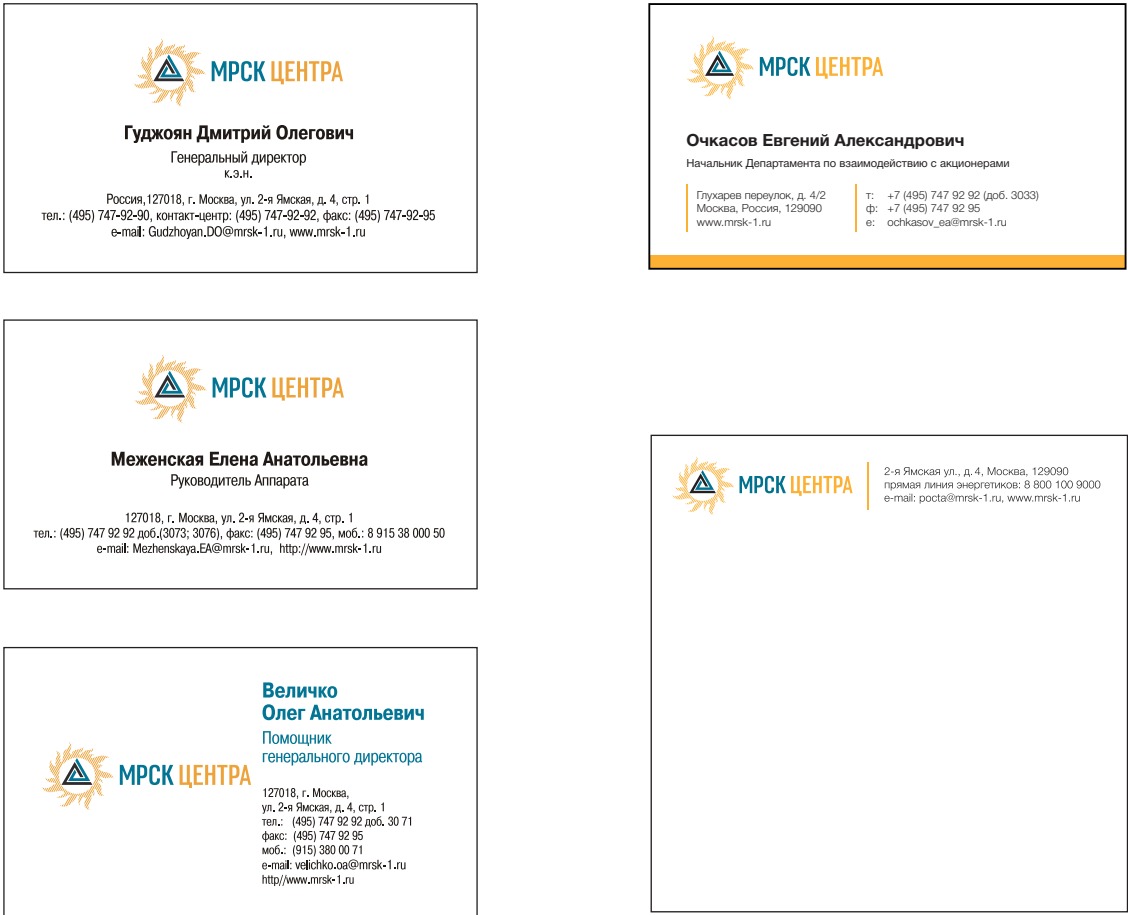 МРСК ЦЕНТРА
Гуджоян Дмитрий Олегович
Генеральный директор
к.э.н.
Россия,127018, г. Москва, ул. 2-я Ямская, д. 4, стр. 1
тел.: (495) 747-92-90, контакт-центр: (495) 747-92-92, факс: (495) 747-92-95
e-mail: Gudzhoyan.DO@mrsk-1.ru, www.mrsk-1.ru
МРСК ЦЕНТРА
Очкасов Евгений Александрович
Начальник Департамента по взаимодействию с акционерами
Глухарев переулок, д. 4/2
Москва, Россия, 129090
www.mrsk-1.ru
т: +7 (495) 747 92 92 (доб. 3033)
ф: +7 (495) 747 92 95
e: ochkasov_ea@mrsk-1.ru
МРСК ЦЕНТРА
Меженская Елена Анатольевна
Руководитель Аппарата
127018, г. Москва, ул. 2-я Ямская, д. 4, стр. 1
тел.: (495) 747 92 92 доб.(3073; 3076), факс: (495) 747 92 95, моб.: 8 915 38 000 50
e-mail: Mezhenskaya.EA@mrsk-1.ru, http://www.mrsk-1.ru
МРСК ЦЕНТРА
2-я Ямская ул., д. 4, Москва, 129090
прямая линия энергетиков: 8 800 100 9000
e-mail: pocta@mrsk-1.ru, www.mrsk-1.ru
МРСК ЦЕНТРА
Величко
Олег Анатольевич
Помощник
генерального директора
127018, г. Москва,
ул. 2-я Ямская, д. 4, стр. 1
тел.: (495) 747 92 92 доб. 30 71
факс: (495) 747 92 95
моб.: (915) 380 00 71
e-mail: velichko.oa@mrsk-1.ru
http//www.mrsk-1.ru